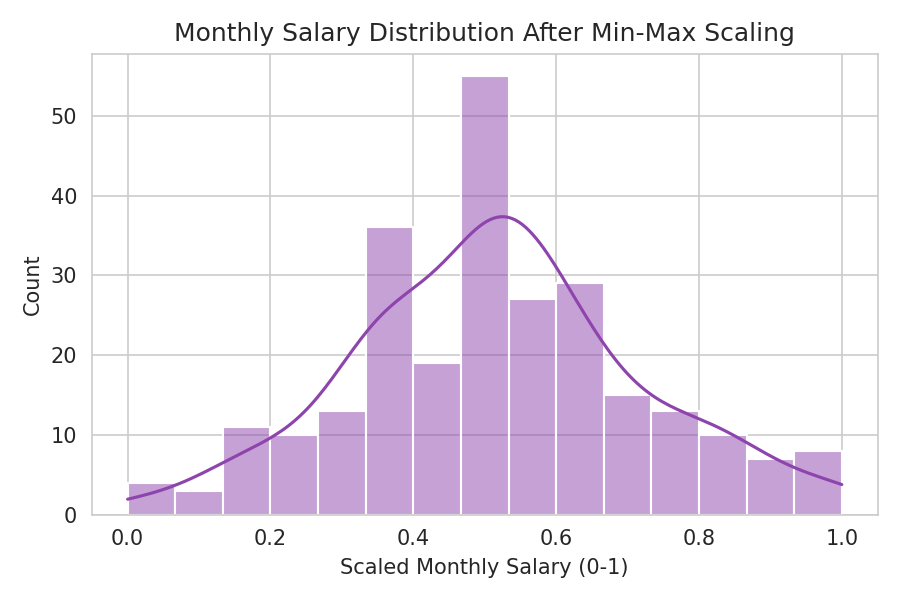 Monthly Salary Distribution After Min-Max Scaling
50
40
30
20
10
0
Count
0.0 0.2 0.4 0.6 0.8 1.0
Scaled Monthly Salary (0-1)